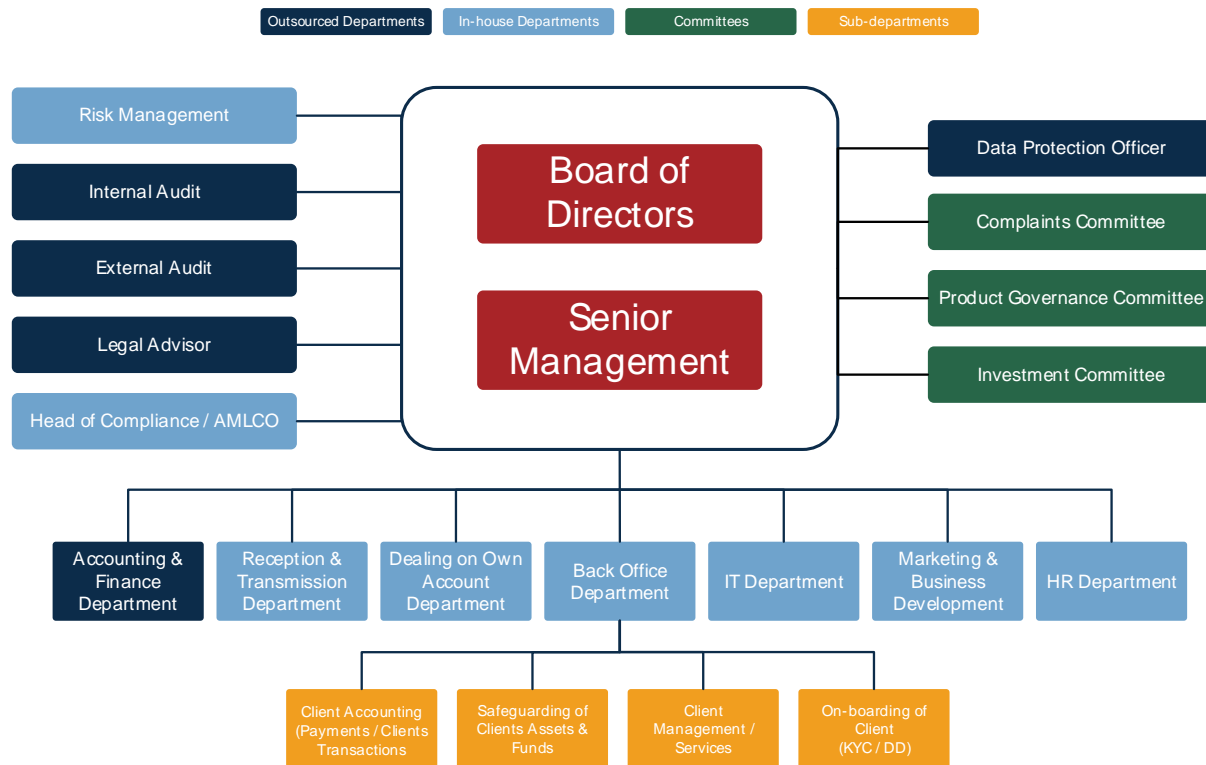 Outsourced Departments
In-house Departments
Committees
Sub-departments
Risk Management
Internal Audit
External Audit
Legal Advisor
Head of Compliance / AMLCO
Board of
Directors
Senior
Management
Data Protection Officer
Complaints Committee
Product Governance Committee
Investment Committee
Accounting &
Finance
Department
Reception &
Transmission
Department
Dealing on Own
Account
Department
Back Office
Department
IT Department
Marketing &
Business
Development
HR Department
Client Accounting
(Payments / Clients
Transactions
Safeguarding of
Clients Assets &
Funds
Client
Management /
Services
On-boarding of
Client
(KYC / DD)